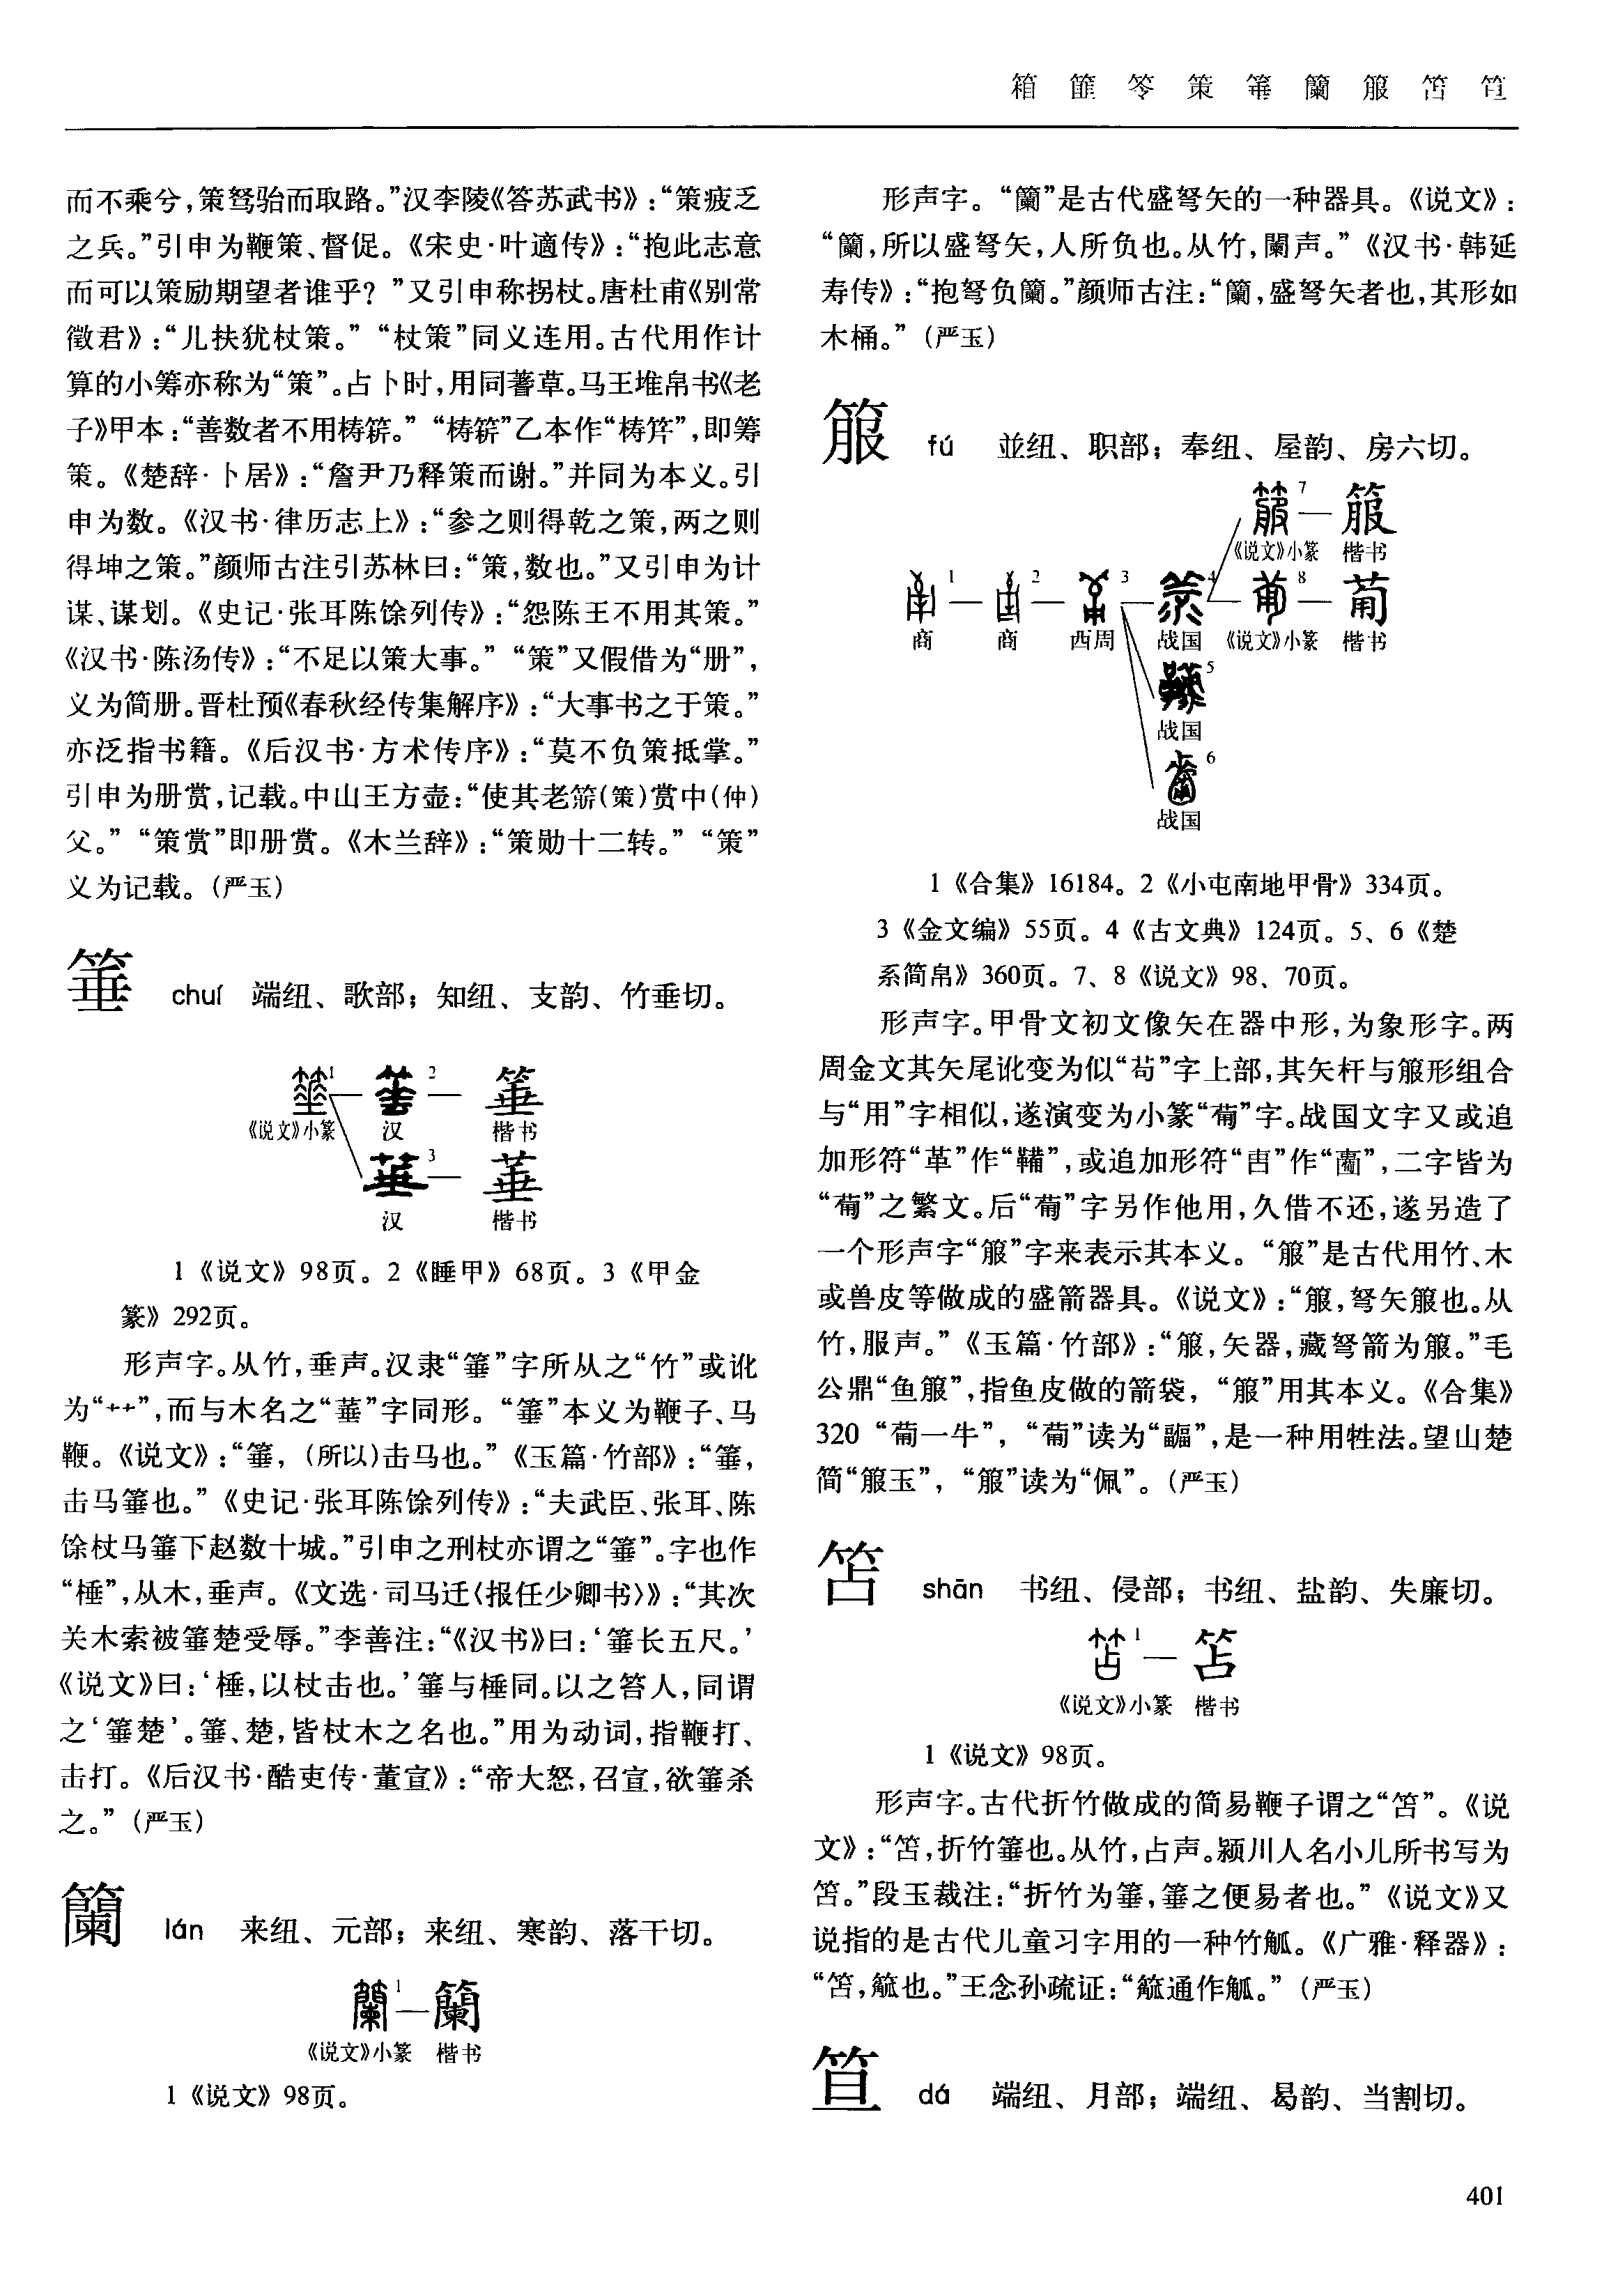 箱 篚 笭 策 箠 籣 箙 笘 笪
而不乘兮,策驽骀而取路。”汉李陵《答苏武书》:“策疲乏
之兵。”引申为鞭策、督促。《宋史·叶適传》:“抱此志意
而可以策励期望者谁乎?”又引申称拐杖。唐杜甫《别常
徵君》:“儿扶犹杖策。”“杖策”同义连用。古代用作计
算的小筹亦称为“策”。占卜时,用同蓍草。马王堆帛书《老
子》甲本:“善数者不用梼。”“梼”乙本作“梼”,即筹
策。《楚辞·卜居》:“詹尹乃释策而谢。”并同为本义。引
申为数。《汉书·律历志上》:“参之则得乾之策,两之则
得坤之策。”颜师古注引苏林曰:“策,数也。”又引申为计
谋、谋划。《史记·张耳陈馀列传》:“怨陈王不用其策。”
《汉书·陈汤传》:“不足以策大事。”“策”又假借为“册”,
义为简册。晋杜预《春秋经传集解序》:“大事书之于策。”
亦泛指书籍。《后汉书·方术传序》:“莫不负策抵掌。”
引申为册赏,记载。中山王方壶:“使其老(策)赏中(仲)
父。”“策赏”即册赏。《木兰辞》:“策勋十二转。”“策”
义为记载。(严玉)
箠 chuí 端纽、歌部;知纽、支韵、竹垂切。
1 2 箠
《说文》小篆 汉 楷书
3 菙
汉 楷书
1《说文》98页。2《睡甲》68页。3《甲金
篆》292页。
形声字。从竹,垂声。汉隶“箠”字所从之“竹”或讹
为“艹”,而与木名之“菙”字同形。“箠”本义为鞭子、马
鞭。《说文》:“箠,(所以)击马也。”《玉篇·竹部》:“箠,
击马箠也。”《史记·张耳陈馀列传》:“夫武臣、张耳、陈
馀杖马箠下赵数十城。”引申之刑杖亦谓之“箠”。字也作
“棰”,从木,垂声。《文选·司马迁〈报任少卿书〉》:“其次
关木索被箠楚受辱。”李善注:“《汉书》曰:‘箠长五尺。’
《说文》曰:‘棰,以杖击也。’箠与棰同。以之笞人,同谓
之‘箠楚’。箠、楚,皆杖木之名也。”用为动词,指鞭打、
击打。《后汉书·酷吏传·董宣》:“帝大怒,召宣,欲箠杀
之。”(严玉)
籣 lán 来纽、元部;来纽、寒韵、落干切。
1 籣
《说文》小篆 楷书
1《说文》98页。
形声字。“籣”是古代盛弩矢的一种器具。《说文》:
“籣,所以盛弩矢,人所负也。从竹,闌声。”《汉书·韩延
寿传》:“抱弩负籣。”颜师古注:“籣,盛弩矢者也,其形如
木桶。”(严玉)
箙 fú 並纽、职部;奉纽、屋韵、房六切。
7 箙
《说文》小篆 楷书
1 2 3 4 8 葡
商 商 西周 战国 《说文》小篆 楷书
5
战国
6
战国
1《合集》16184。2《小屯南地甲骨》334页。
3《金文编》55页。4《古文典》124页。5、6《楚
系简帛》360页。7、8《说文》98、70页。
形声字。甲骨文初文像矢在器中形,为象形字。两
周金文其矢尾讹变为似“苟”字上部,其矢杆与箙形组合
与“用”字相似,遂演变为小篆“葡”字。战国文字又或追
加形符“革”作“鞴”,或追加形符“”作“”,二字皆为
“葡”之繁文。后“葡”字另作他用,久借不还,遂另造了
一个形声字“箙”字来表示其本义。“箙”是古代用竹、木
或兽皮等做成的盛箭器具。《说文》:“箙,弩矢箙也。从
竹,服声。”《玉篇·竹部》:“箙,矢器,藏弩箭为箙。”毛
公鼎“鱼箙”,指鱼皮做的箭袋,“箙”用其本义。《合集》
320“葡一牛”,“葡”读为“副”,是一种用牲法。望山楚
简“箙玉”,“箙”读为“佩”。(严玉)
笘 shān 书纽、侵部;书纽、盐韵、失廉切。
1 笘
《说文》小篆 楷书
1《说文》98页。
形声字。古代折竹做成的简易鞭子谓之“笘”。《说
文》:“笘,折竹箠也。从竹,占声。颍川人名小儿所书写为
笘。”段玉裁注:“折竹为箠,箠之便易者也。”《说文》又
说指的是古代儿童习字用的一种竹觚。《广雅·释器》:
“笘,籈也。”王念孙疏证:“通作觚。”(严玉)
笪 dá 端纽、月部;端纽、曷韵、当割切。
401